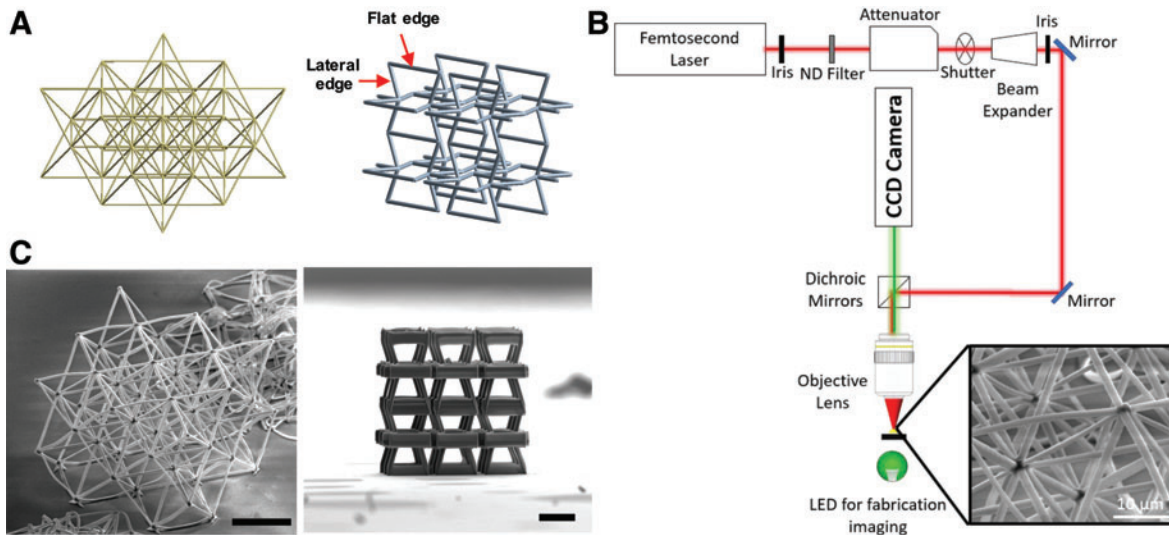 A
Flat edge
Lateral
edge
B
Femtosecond
Laser
Iris
ND Filter
Attenuator
Shutter
Beam
Expander
Iris
Mirror
CCD Camera
Dichroic
Mirrors
Mirror
Objective
Lens
LED for fabrication
imaging
10 µm
C